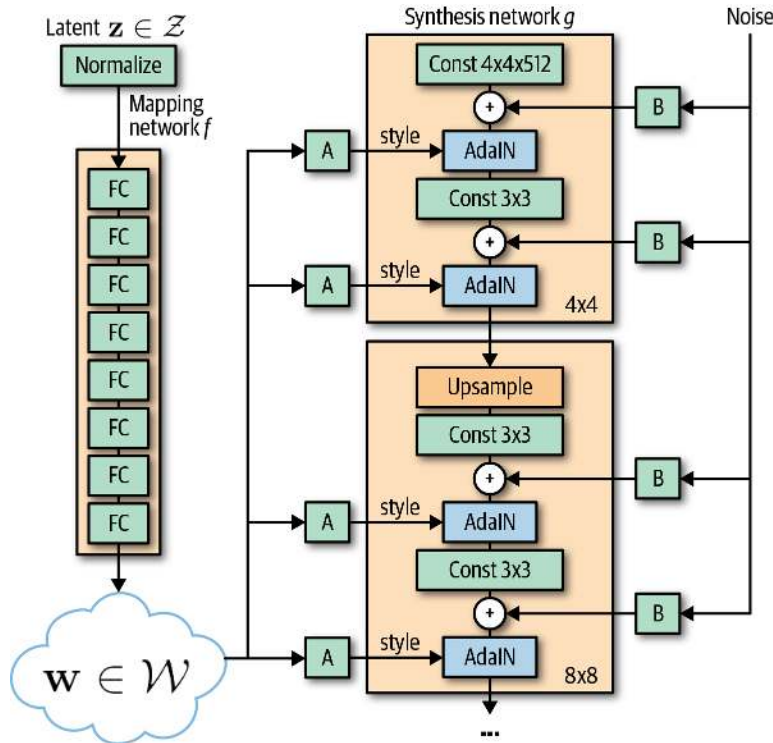 Latent z ∈ Z
Normalize
Mapping
network f
FC
FC
FC
FC
FC
FC
FC
FC
w ∈ W
Synthesis network g
Noise
Const 4x4x512
+
B
A
style
AdaIN
Const 3x3
+
B
A
style
AdaIN
4x4
Upsample
Const 3x3
+
B
A
style
AdaIN
Const 3x3
+
B
A
style
AdaIN
8x8
...